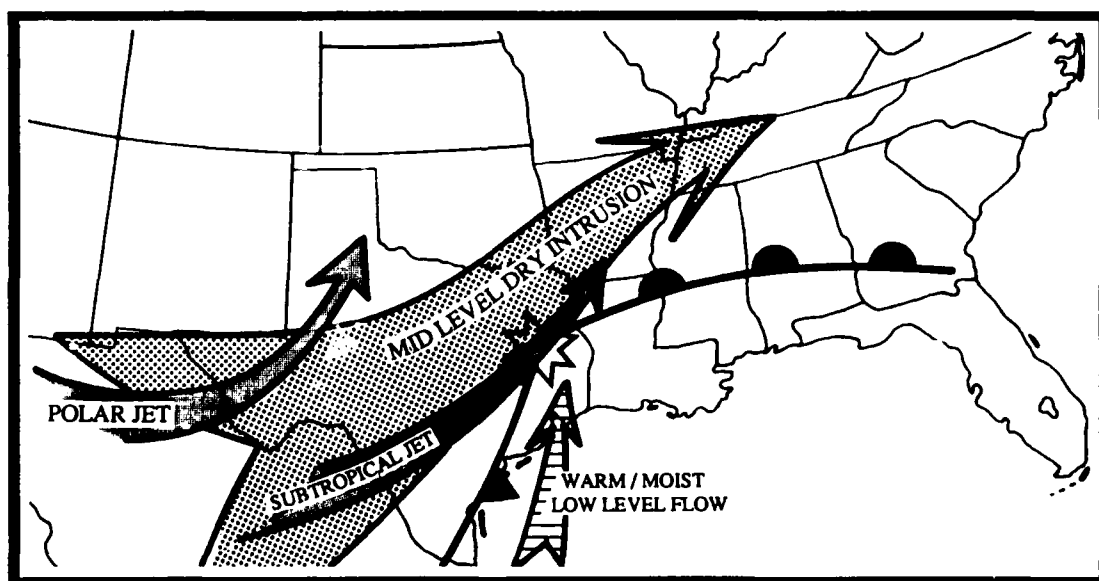 MID LEVEL DRY INTRUSION
POLAR JET
SUBTROPICAL JET
WARM / MOIST
LOW LEVEL FLOW